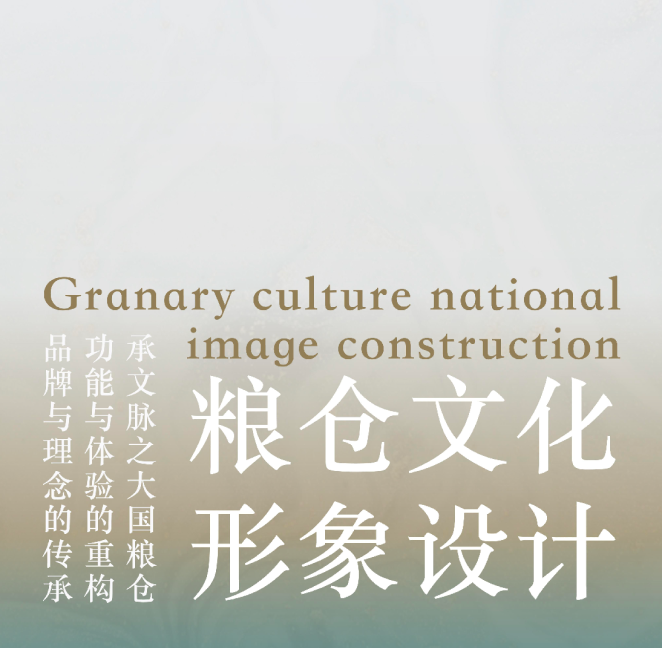 Granary culture national
image construction
粮仓文化
形象设计
承文脉之大国粮仓
功能与体验的重构
品牌与理念的传承